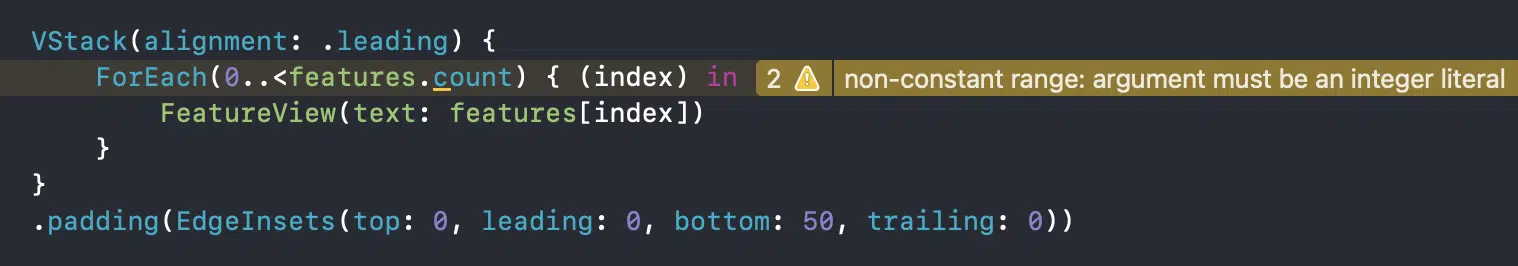 VStack(alignment: .leading) {
    ForEach(0..<features.count) { (index) in 2 ⚠️ non-constant range: argument must be an integer literal
        FeatureView(text: features[index])
    }
}
.padding(EdgeInsets(top: 0, leading: 0, bottom: 50, trailing: 0))